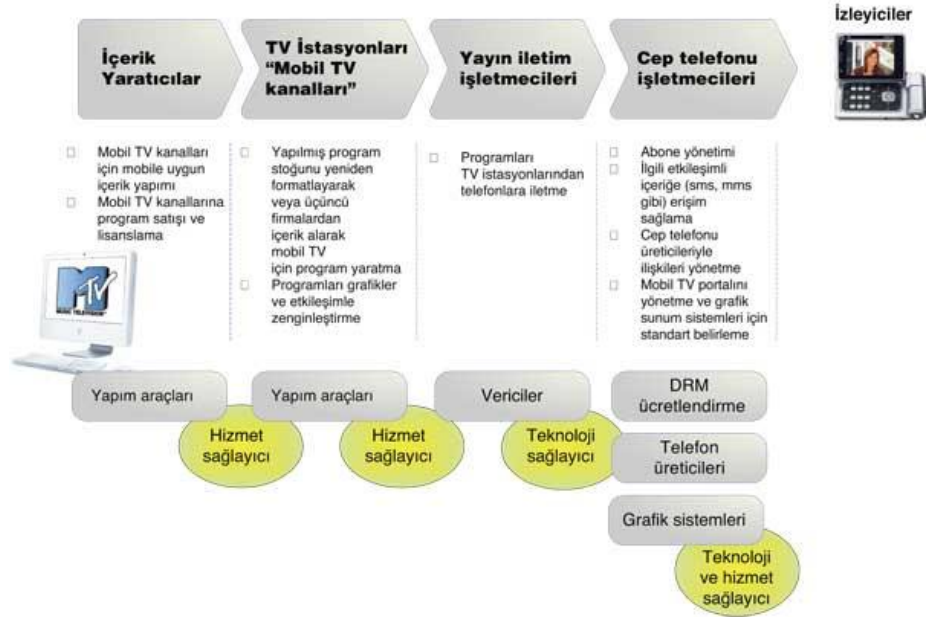 İzleyiciler
İçerik
Yaratıcılar
TV İstasyonları
“Mobil TV
kanalları”
Yayın iletim
işletmecileri
Cep telefonu
işletmecileri
Mobil TV kanalları
için mobile uygun
içerik yapımı
Mobil TV kanallarına
program satışı ve
lisanslama
Yapılmış program
stoğunu yeniden
formatlayarak
veya üçüncü
firmalardan
içerik alarak
mobil TV
için program yaratma
Programları grafikler
ve etkileşimle
zenginleştirme
Programları
TV istasyonlarından
telefonlara iletme
Abone yönetimi
İlgili etkileşimli
içeriğe (sms, mms
gibi) erişim
sağlama
Cep telefonu
üreticileriyle
ilişkileri yönetme
Mobil TV portalını
yönetme ve grafik
sunum sistemleri için
standart belirleme
MTV
MUSIC TELEVISION
Yapım araçları
Hizmet
sağlayıcı
Yapım araçları
Hizmet
sağlayıcı
Vericiler
Teknoloji
sağlayıcı
DRM
ücretlendirme
Telefon
üreticileri
Grafik sistemleri
Teknoloji
ve hizmet
sağlayıcı